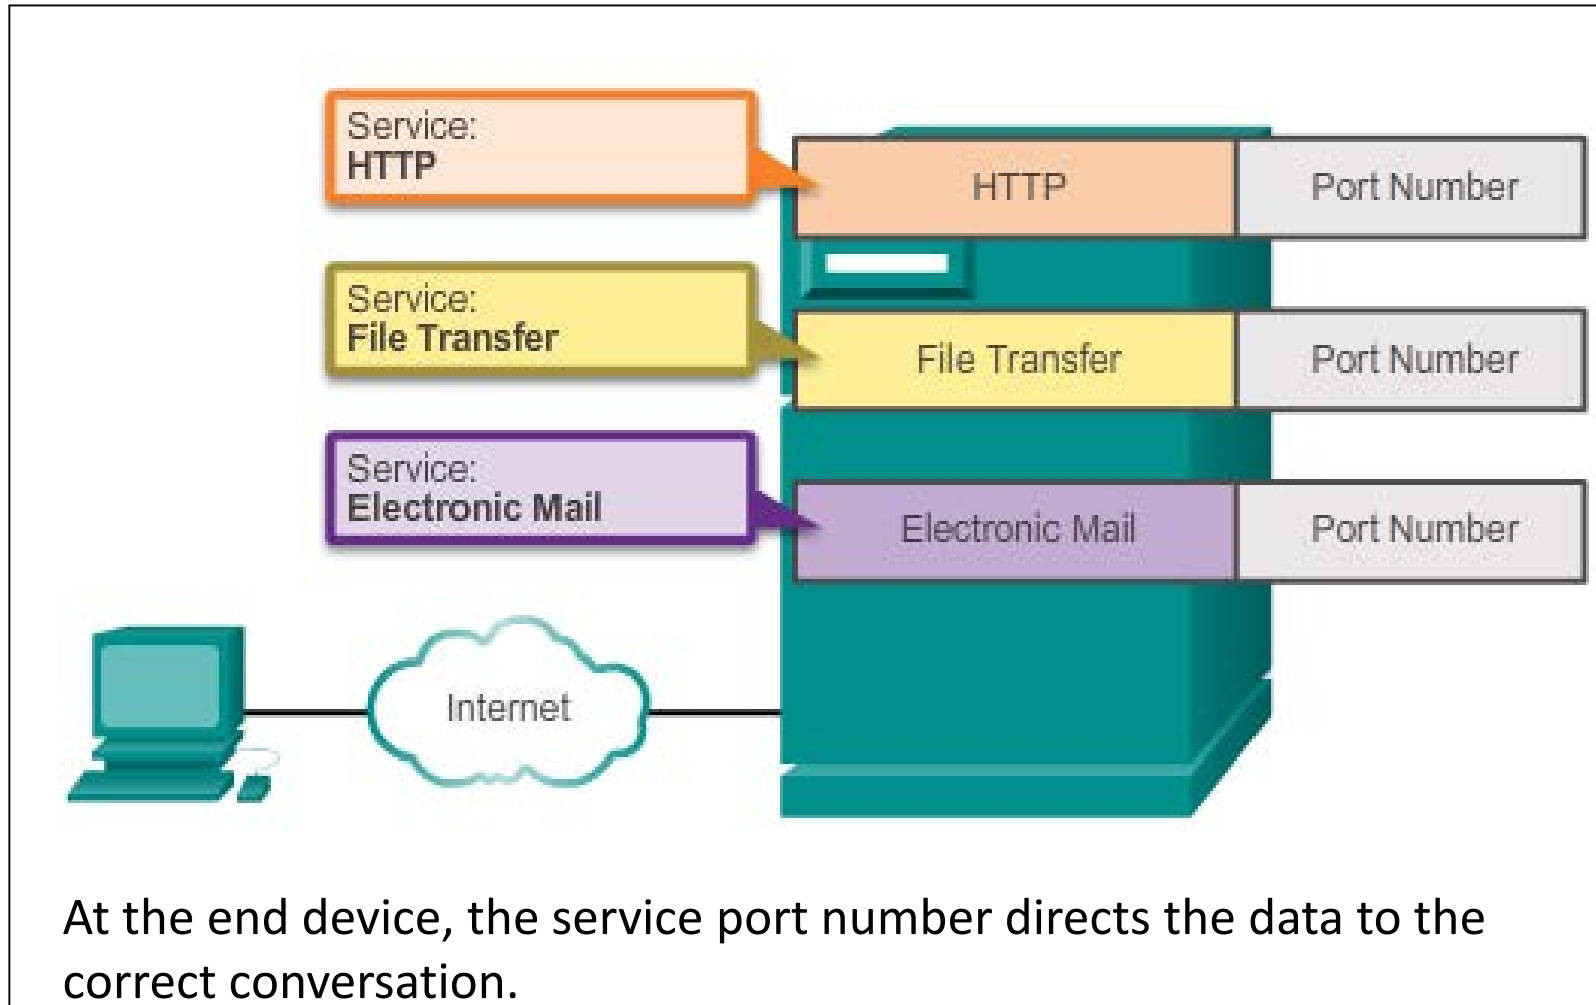 Service:
HTTP
HTTP
Port Number
Service:
File Transfer
File Transfer
Port Number
Service:
Electronic Mail
Electronic Mail
Port Number
Internet
At the end device, the service port number directs the data to the
correct conversation.